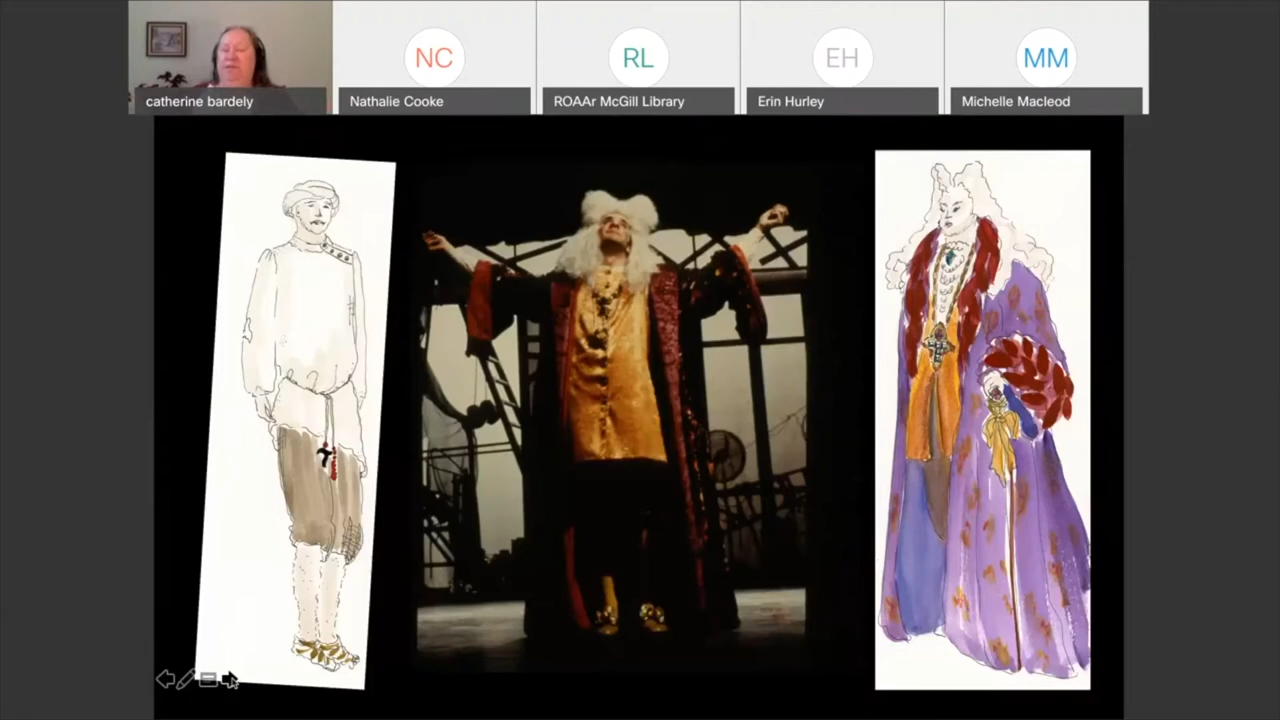 NC
RL
EH
MM
catherine bardely
Nathalie Cooke
ROAAr McGill Library
Erin Hurley
Michelle Macleod